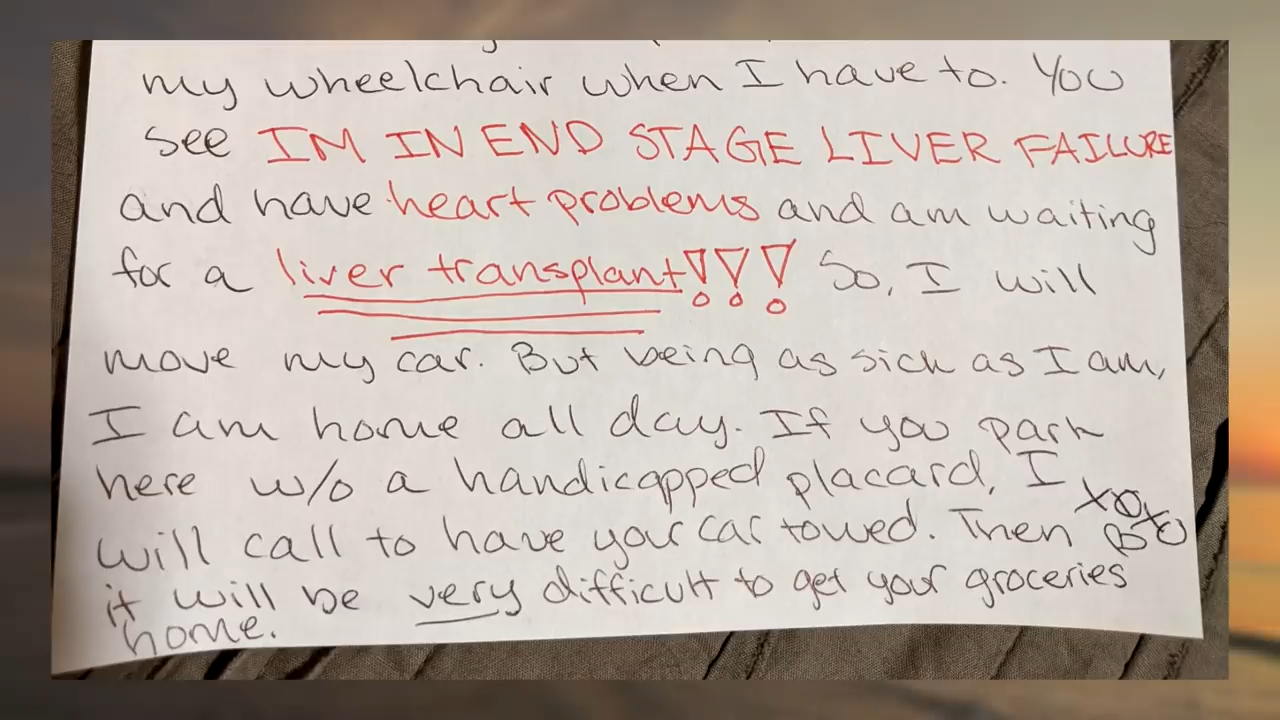 my wheelchair when I have to. You
see IM IN END STAGE LIVER FAILURE
and have heart problems and am waiting
for a liver transplant!!! So, I will
move my car. But being as sick as I am,
I am home all day. If you park
here w/o a handicapped placard, I
will call to have your car towed. Then
it will be very difficult to get your groceries
home.
XOXO